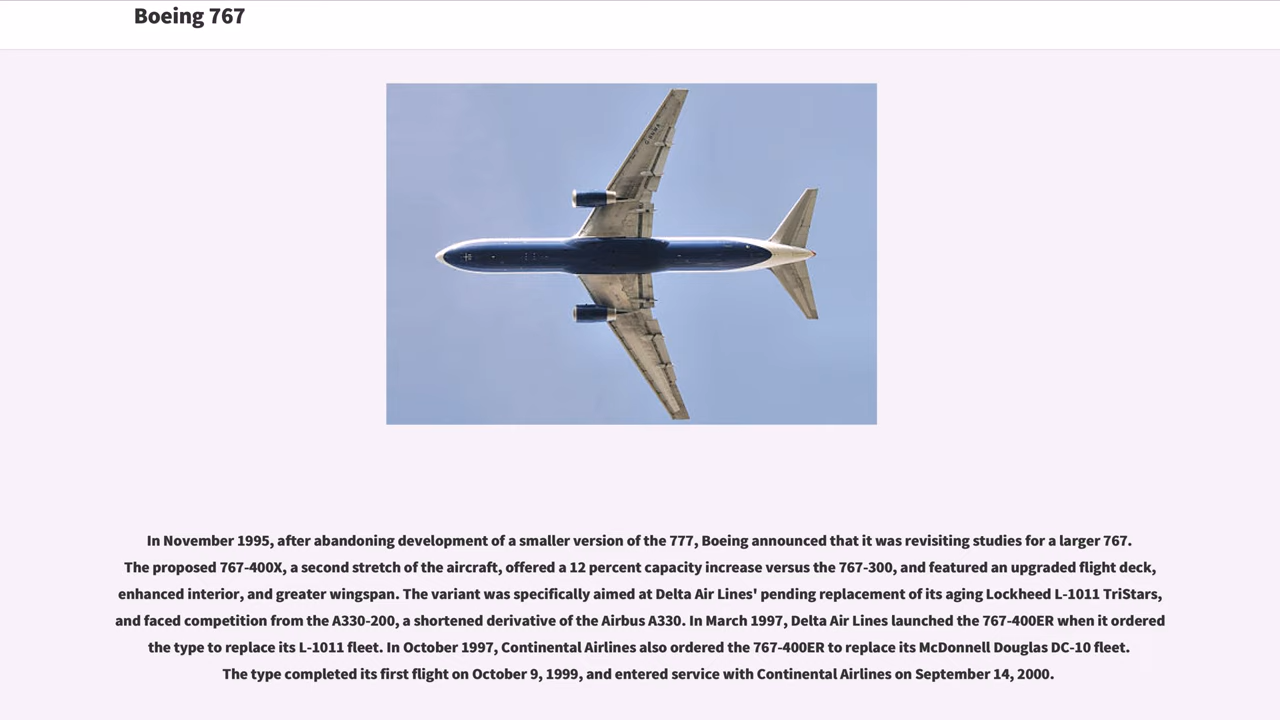 Boeing 767
In November 1995, after abandoning development of a smaller version of the 777, Boeing announced that it was revisiting studies for a larger 767.
The proposed 767-400X, a second stretch of the aircraft, offered a 12 percent capacity increase versus the 767-300, and featured an upgraded flight deck,
enhanced interior, and greater wingspan. The variant was specifically aimed at Delta Air Lines' pending replacement of its aging Lockheed L-1011 TriStars,
and faced competition from the A330-200, a shortened derivative of the Airbus A330. In March 1997, Delta Air Lines launched the 767-400ER when it ordered
the type to replace its L-1011 fleet. In October 1997, Continental Airlines also ordered the 767-400ER to replace its McDonnell Douglas DC-10 fleet.
The type completed its first flight on October 9, 1999, and entered service with Continental Airlines on September 14, 2000.